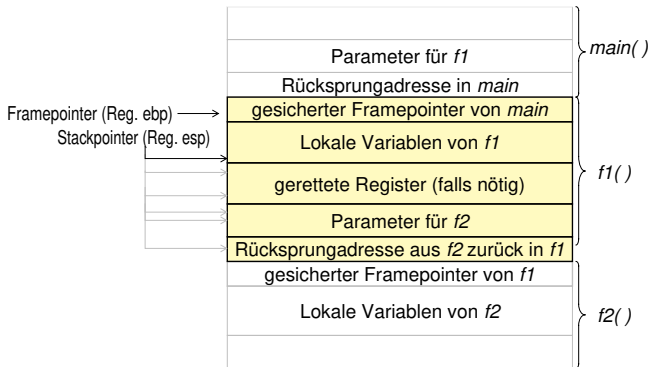 Parameter für f1
main( )
Rücksprungadresse in main
Framepointer (Reg. ebp)
gesicherter Framepointer von main
Stackpointer (Reg. esp)
Lokale Variablen von f1
gerettete Register (falls nötig)
f1( )
Parameter für f2
Rücksprungadresse aus f2 zurück in f1
gesicherter Framepointer von f1
Lokale Variablen von f2
f2( )